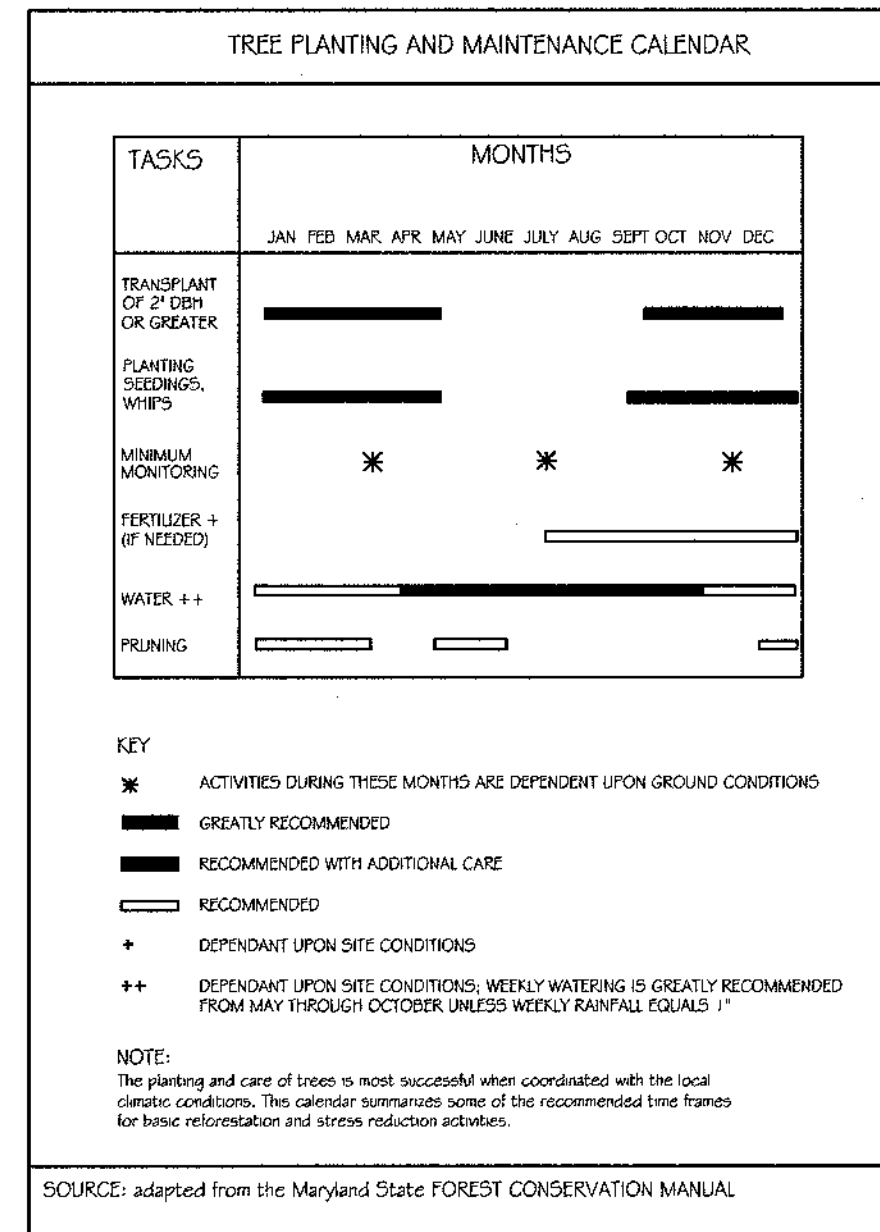 TREE PLANTING AND MAINTENANCE CALENDAR
TASKS
MONTHS
JAN FEB MAR APR MAY JUNE JULY AUG SEPT OCT NOV DEC
TRANSPLANT
OF 2" DBH
OR GREATER
PLANTING
SEEDINGS,
WHIPS
MINIMUM
MONITORING
FERTILIZER +
(IF NEEDED)
WATER ++
PRUNING
KEY
* ACTIVITIES DURING THESE MONTHS ARE DEPENDENT UPON GROUND CONDITIONS
GREATLY RECOMMENDED
RECOMMENDED WITH ADDITIONAL CARE
RECOMMENDED
+ DEPENDANT UPON SITE CONDITIONS
++ DEPENDANT UPON SITE CONDITIONS; WEEKLY WATERING IS GREATLY RECOMMENDED
FROM MAY THROUGH OCTOBER UNLESS WEEKLY RAINFALL EQUALS 1"
NOTE:
The planting and care of trees is most successful when coordinated with the local
climatic conditions. This calendar summarizes some of the recommended time frames
for basic reforestation and stress reduction activities.
SOURCE: adapted from the Maryland State FOREST CONSERVATION MANUAL